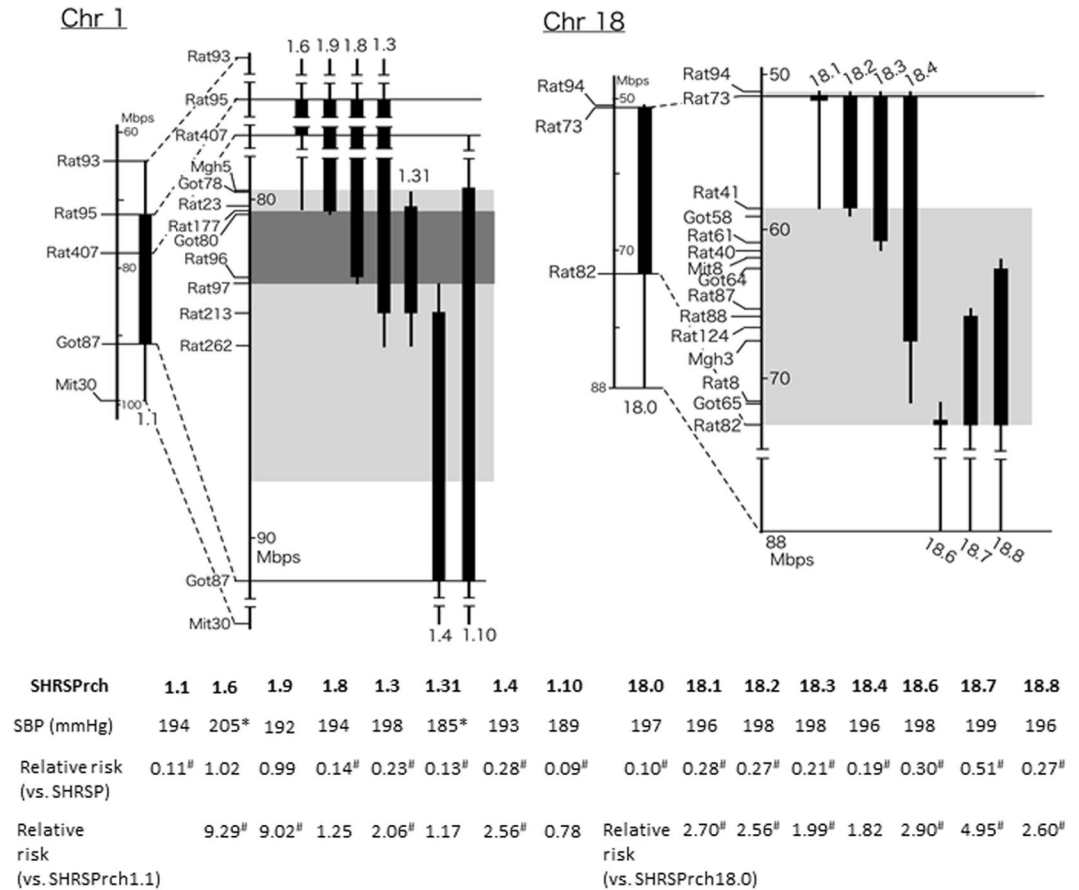 Chr 1
Chr 18
Mbps
60
80
100
Rat93
Rat95
Rat407
Got87
Mit30
1.1
Rat93
Rat95
Rat407
Mgh5
Got78
Rat23
Rat177
Got80
Rat96
Rat97
Rat213
Rat262
Got87
Mit30
80
90
Mbps
1.6 1.9 1.8 1.3
1.31
1.4 1.10
Mbps
50
70
88
Rat94
Rat73
Rat82
18.0
Rat94
Rat73
Rat41
Got58
Rat61
Rat40
Mit8
Got64
Rat87
Rat88
Rat124
Mgh3
Rat8
Got65
Rat82
50
60
70
88
Mbps
18.1 18.2 18.3 18.4
18.6 18.7 18.8
SHRSPrch 1.1 1.6 1.9 1.8 1.3 1.31 1.4 1.10 18.0 18.1 18.2 18.3 18.4 18.6 18.7 18.8
SBP (mmHg) 194 205* 192 194 198 185* 193 189 197 196 198 198 196 198 199 196
Relative risk 0.11# 1.02 0.99 0.14# 0.23# 0.13# 0.28# 0.09# 0.10# 0.28# 0.27# 0.21# 0.19# 0.30# 0.51# 0.27#
(vs. SHRSP)
Relative 9.29# 9.02# 1.25 2.06# 1.17 2.56# 0.78 Relative 2.70# 2.56# 1.99# 1.82 2.90# 4.95# 2.60#
risk risk
(vs. SHRSPrch1.1) (vs. SHRSPrch18.0)